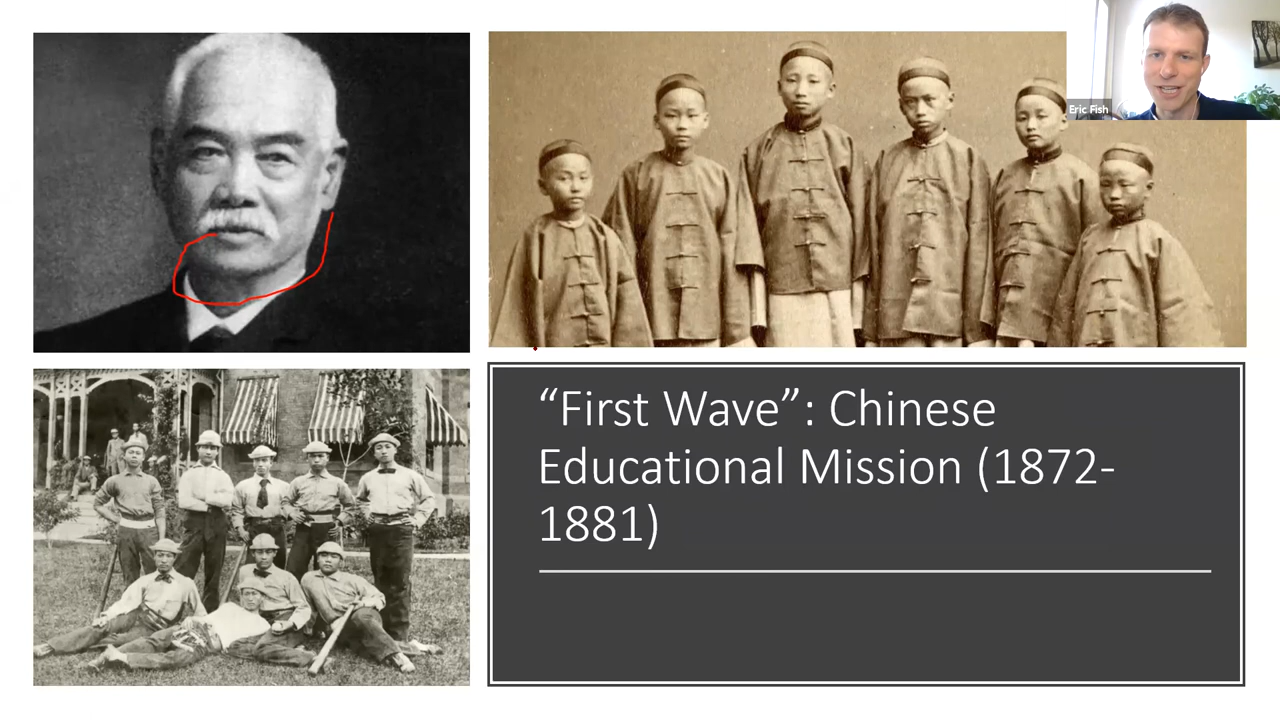 Eric Fish
“First Wave”: Chinese
Educational Mission (1872-
1881)